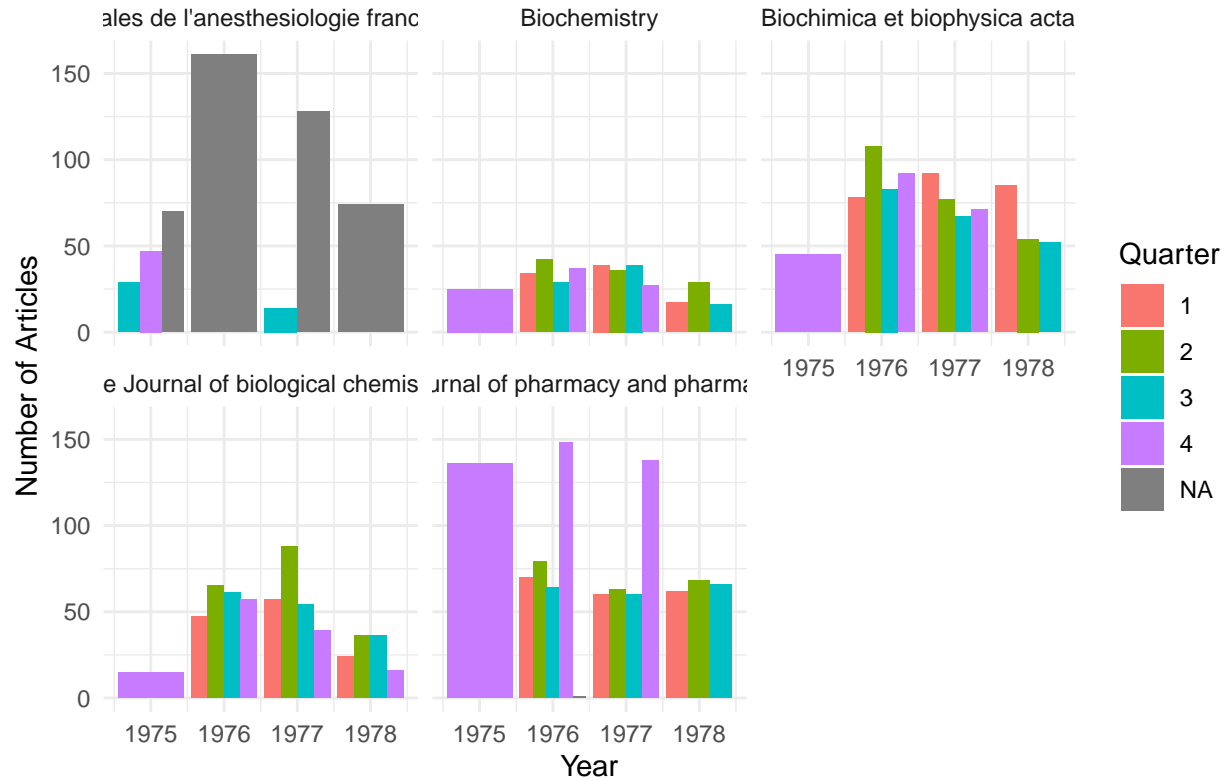 ales de l'anesthesiologie franc
Biochemistry
Biochimica et biophysica acta
150
100
50
0
1975 1976 1977 1978
e Journal of biological chemis
urnal of pharmacy and pharma
150
100
50
0
1975 1976 1977 1978
1975 1976 1977 1978
Number of Articles
Year
Quarter
1
2
3
4
NA